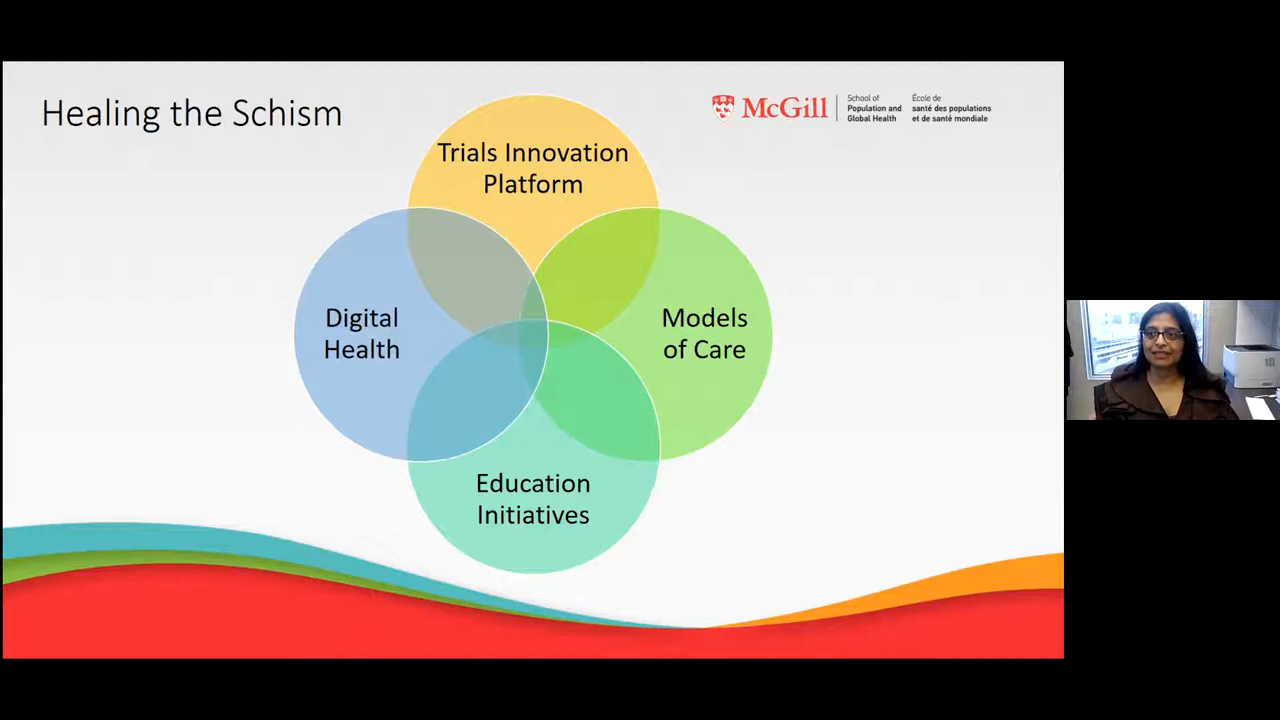 Healing the Schism
McGill
School of
Population and
Global Health
École de
santé des populations
et de santé mondiale
Trials Innovation
Platform
Digital
Health
Models
of Care
Education
Initiatives